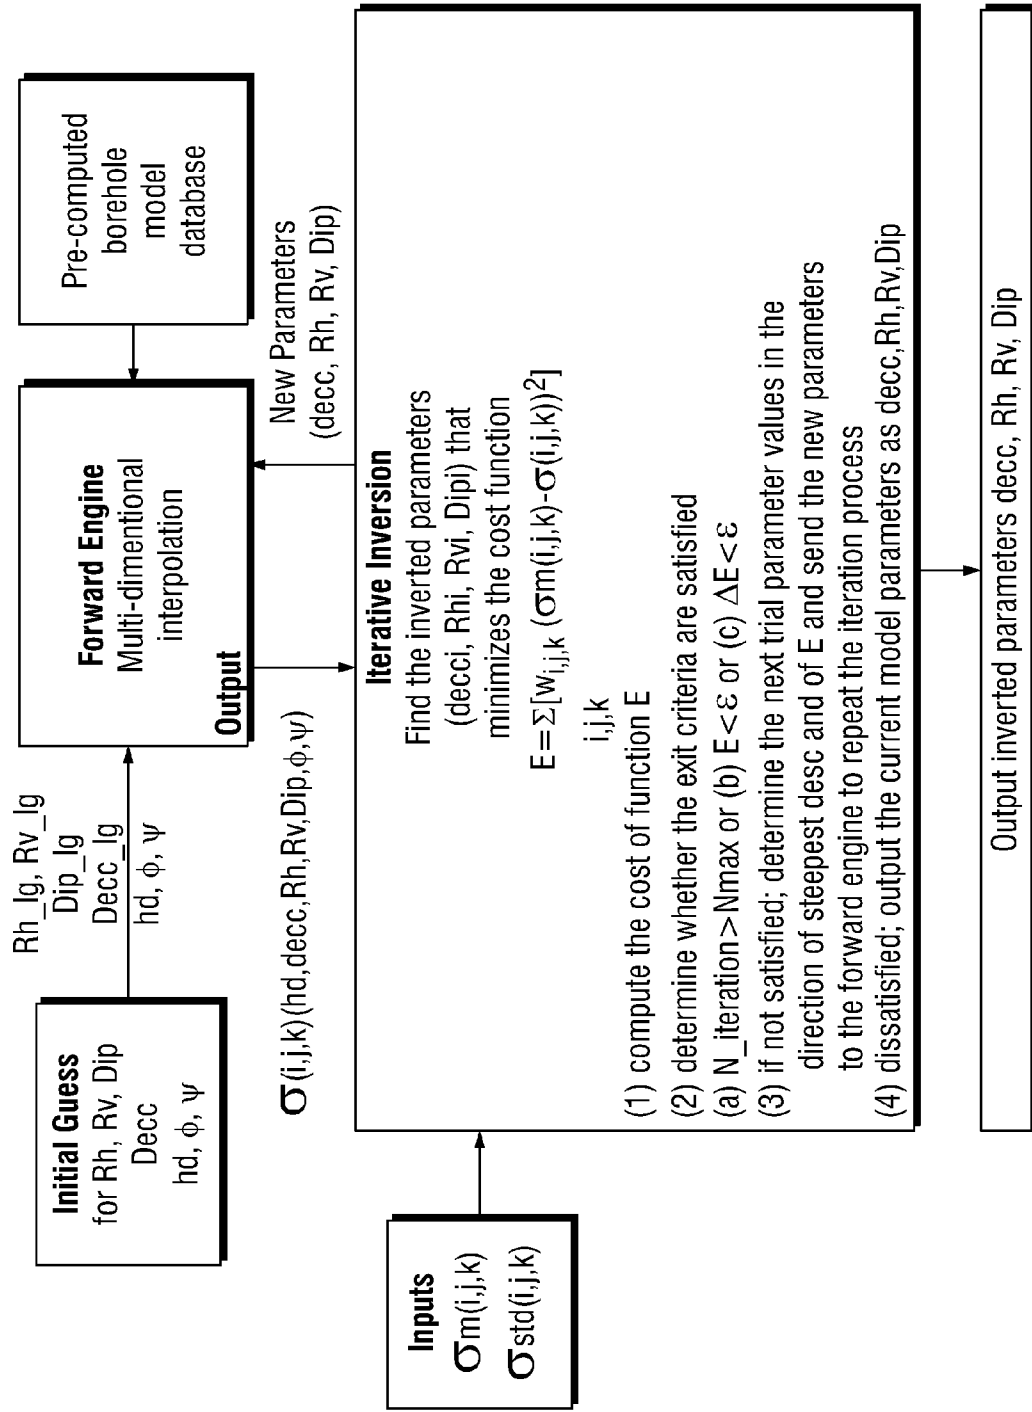 Initial Guess
for Rh, Rv, Dip
Decc
hd, ϕ, ψ
Rh_Ig, Rv_Ig
Dip_Ig
Decc_Ig
hd, ϕ, ψ
Forward Engine
Multi-dimentional
interpolation
Output
Pre-computed
borehole
model
database
σ(i,j,k)(hd,decc,Rh,Rv,Dip,ϕ,ψ)
New Parameters
(decc, Rh, Rv, Dip)
Inputs
σm(i,j,k)
σstd(i,j,k)
Iterative Inversion
Find the inverted parameters
(decci, Rhi, Rvi, Dipi) that
minimizes the cost function
E=Σ[w_{i,j,k} (σm(i,j,k)-σ(i,j,k))²]
i,j,k
(1) compute the cost of function E
(2) determine whether the exit criteria are satisfied
(a) N_iteration>Nmax or (b) E<ε or (c) ΔE<ε
(3) if not satisfied; determine the next trial parameter values in the
direction of steepest desc and of E and send the new parameters
to the forward engine to repeat the iteration process
(4) dissatisfied; output the current model parameters as decc,Rh,Rv,Dip
Output inverted parameters decc, Rh, Rv, Dip